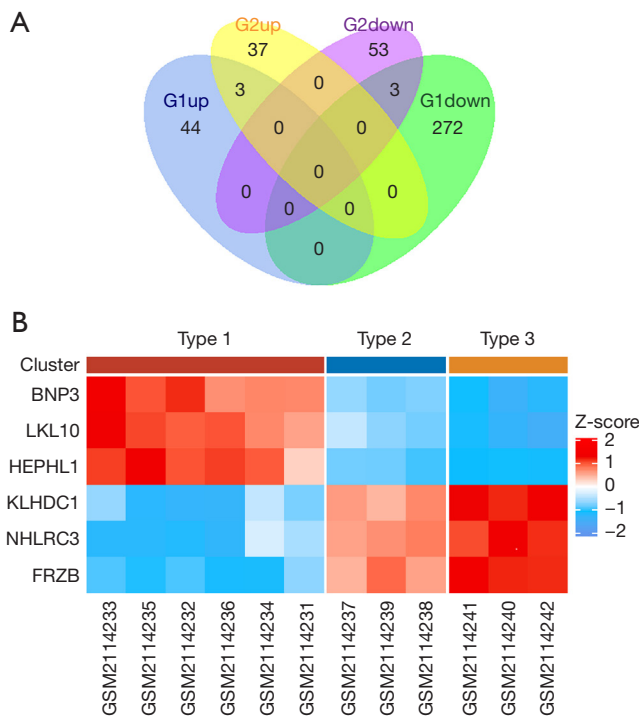 A
G2up
G2down
37
53
0
G1up
3
3
G1down
44
0
0
272
0
0
0
0
0
0
B
Type 1
Type 2
Type 3
Cluster
BNP3
LKL10
HEPHL1
KLHDC1
NHLRC3
FRZB
Z-score
2
1
0
−1
−2
GSM2114233
GSM2114235
GSM2114232
GSM2114236
GSM2114234
GSM2114231
GSM2114237
GSM2114239
GSM2114238
GSM2114241
GSM2114240
GSM2114242